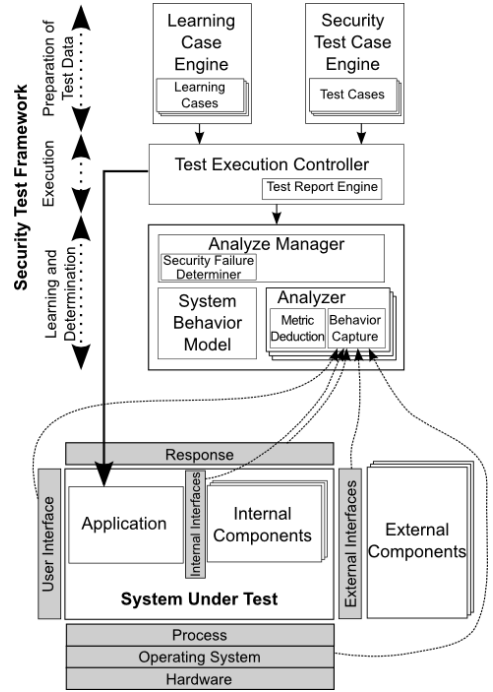 Security Test Framework
Preparation of
Test Data
Execution
Learning and
Determination
Learning
Case
Engine
Learning
Cases
Security
Test Case
Engine
Test Cases
Test Execution Controller
Test Report Engine
Analyze Manager
Security Failure
Determiner
System
Behavior
Model
Analyzer
Metric
Deduction
Behavior
Capture
Response
User Interface
Application
Internal Interfaces
Internal
Components
System Under Test
External Interfaces
External
Components
Process
Operating System
Hardware